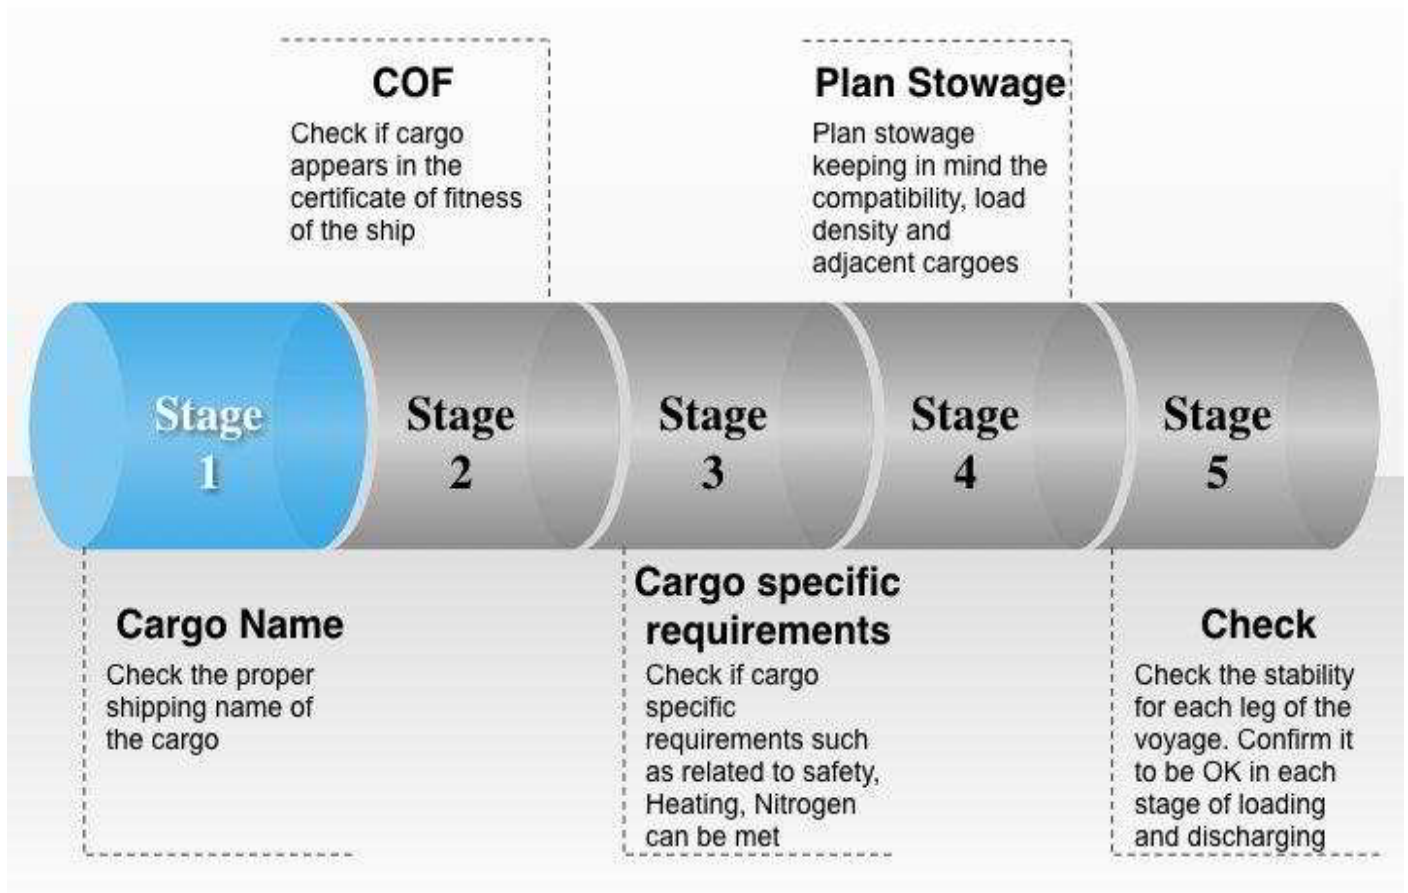 COF
Check if cargo
appears in the
certificate of fitness
of the ship
Plan Stowage
Plan stowage
keeping in mind the
compatibility, load
density and
adjacent cargoes
Stage
1
Stage
2
Stage
3
Stage
4
Stage
5
Cargo Name
Check the proper
shipping name of
the cargo
Cargo specific
requirements
Check if cargo
specific
requirements such
as related to safety,
Heating, Nitrogen
can be met
Check
Check the stability
for each leg of the
voyage. Confirm it
to be OK in each
stage of loading
and discharging